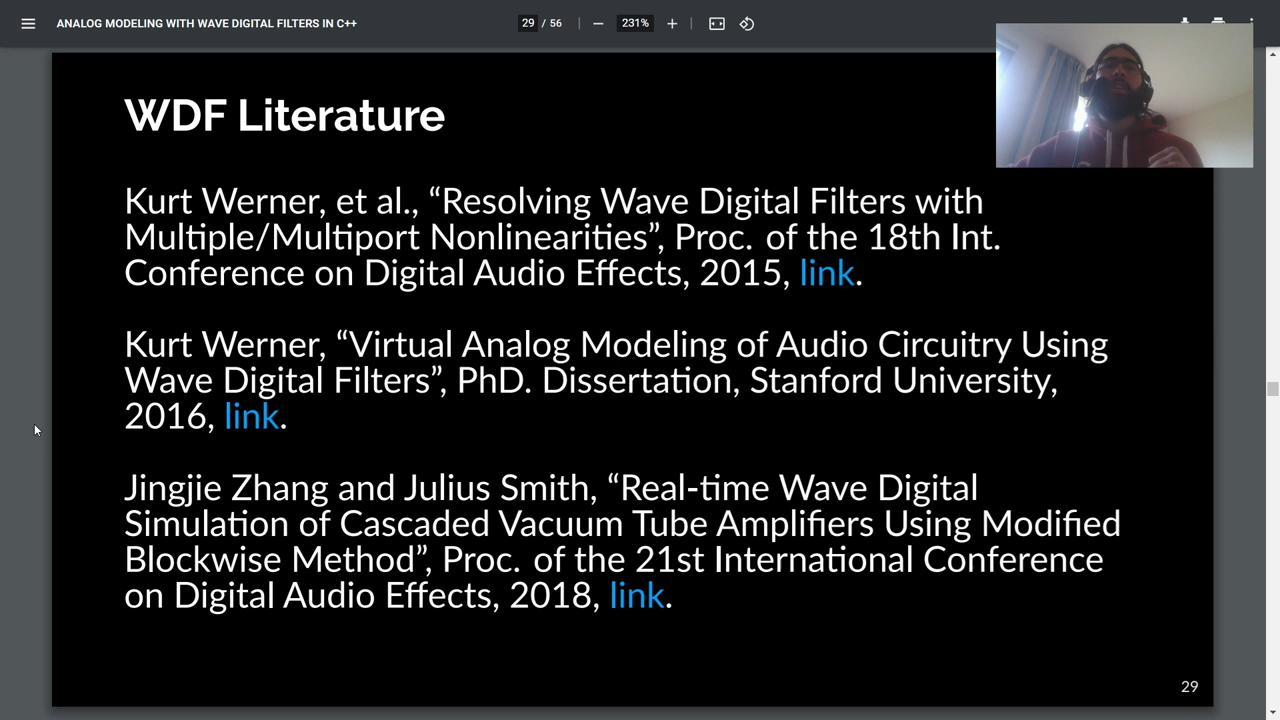 ANALOG MODELING WITH WAVE DIGITAL FILTERS IN C++
29 / 56
231%
WDF Literature
Kurt Werner, et al., “Resolving Wave Digital Filters with
Multiple/Multiport Nonlinearities”, Proc. of the 18th Int.
Conference on Digital Audio Effects, 2015, link.
Kurt Werner, “Virtual Analog Modeling of Audio Circuitry Using
Wave Digital Filters”, PhD. Dissertation, Stanford University,
2016, link.
Jingjie Zhang and Julius Smith, “Real-time Wave Digital
Simulation of Cascaded Vacuum Tube Amplifiers Using Modified
Blockwise Method”, Proc. of the 21st International Conference
on Digital Audio Effects, 2018, link.
29